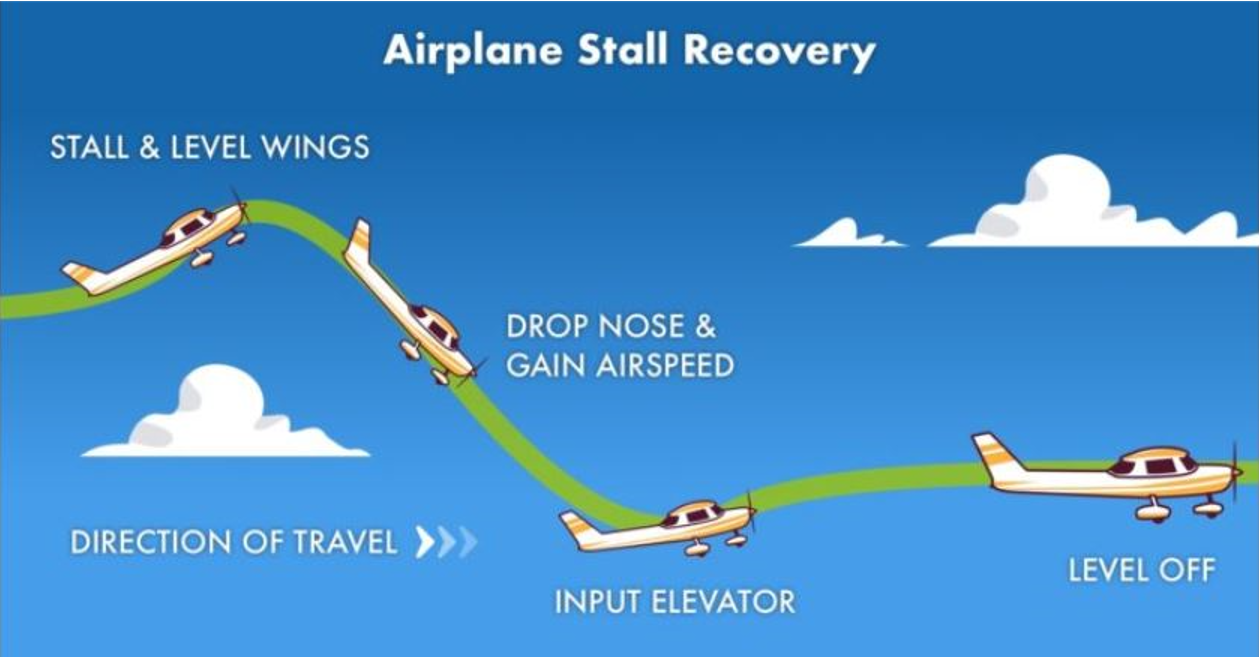 Airplane Stall Recovery
STALL & LEVEL WINGS
DROP NOSE &
GAIN AIRSPEED
DIRECTION OF TRAVEL
INPUT ELEVATOR
LEVEL OFF